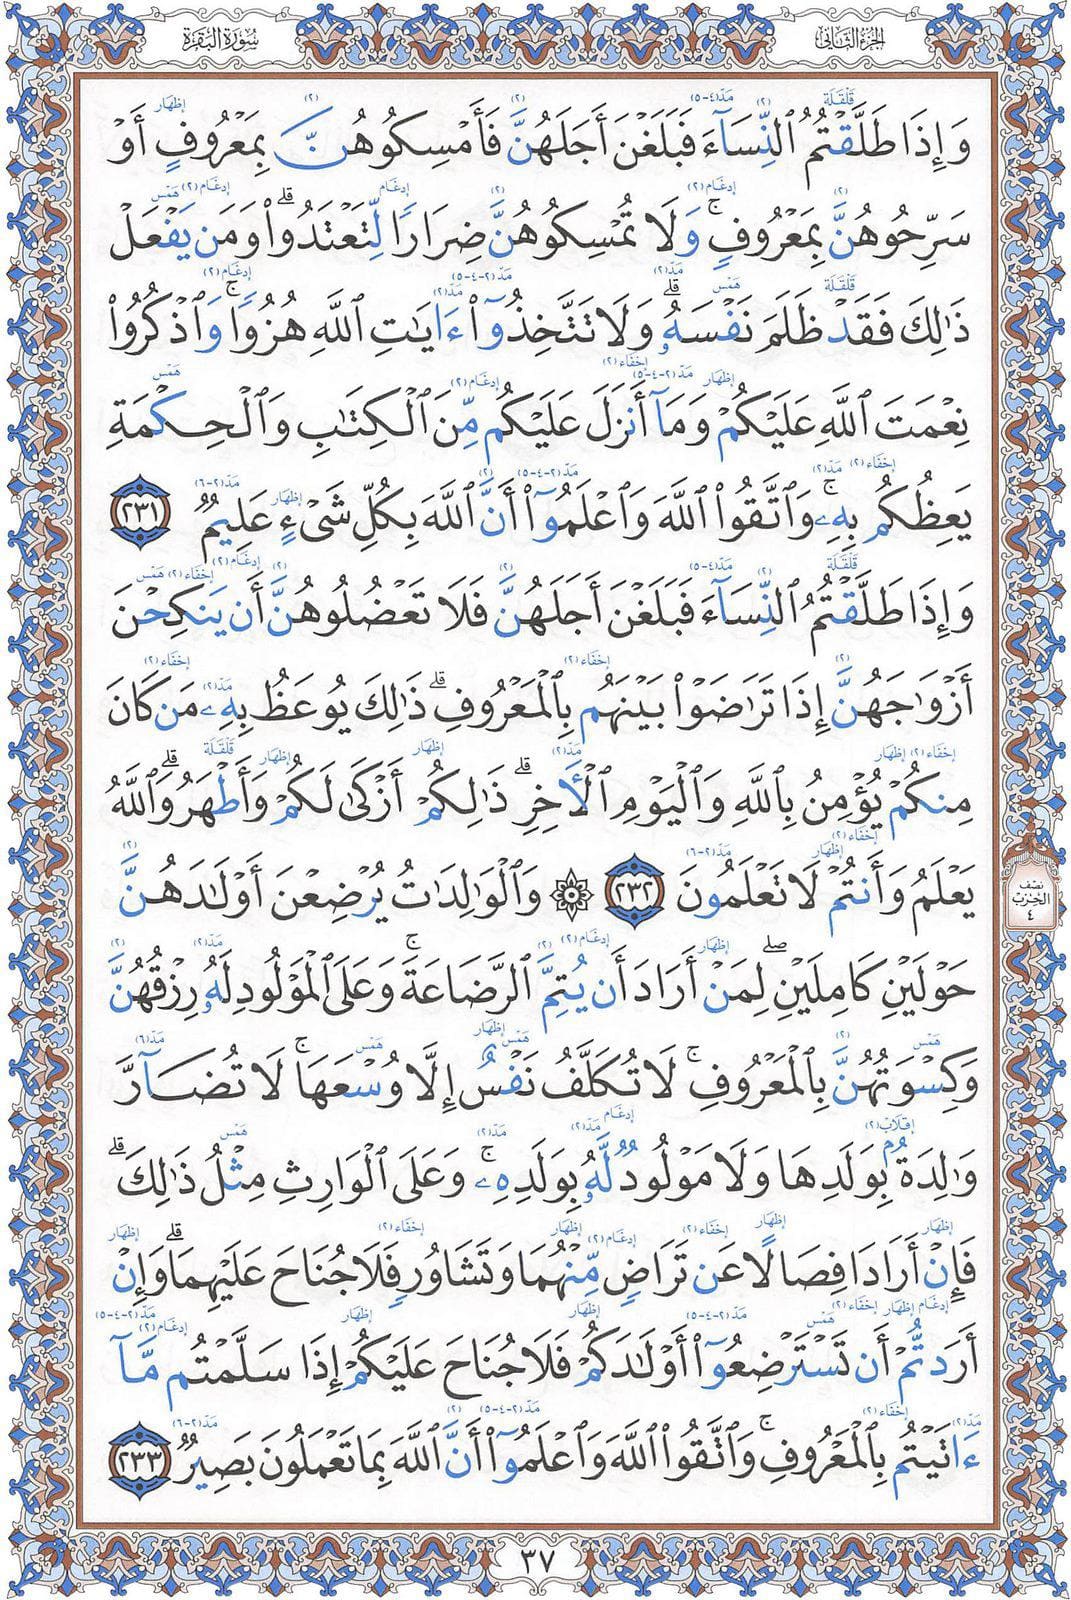 الجزء الثاني
سورة البقرة
وَإِذَا طَلَّقْتُمُ ٱلنِّسَآءَ فَبَلَغْنَ أَجَلَهُنَّ فَأَمْسِكُوهُنَّ بِمَعْرُوفٍ أَوْ
سَرِّحُوهُنَّ بِمَعْرُوفٍۚ وَلَا تُمْسِكُوهُنَّ ضِرَارًا لِّتَعْتَدُوا۟ۚ وَمَن يَفْعَلْ
ذَٰلِكَ فَقَدْ ظَلَمَ نَفْسَهُۥۚ وَلَا تَتَّخِذُوٓا۟ ءَايَٰتِ ٱللَّهِ هُزُوًاۚ وَٱذْكُرُوا۟
نِعْمَتَ ٱللَّهِ عَلَيْكُمْ وَمَآ أَنزَلَ عَلَيْكُم مِّنَ ٱلْكِتَٰبِ وَٱلْحِكْمَةِ
يَعِظُكُم بِهِۦۚ وَٱتَّقُوا۟ ٱللَّهَ وَٱعْلَمُوٓا۟ أَنَّ ٱللَّهَ بِكُلِّ شَىْءٍ عَلِيمٌ ٢٣١
وَإِذَا طَلَّقْتُمُ ٱلنِّسَآءَ فَبَلَغْنَ أَجَلَهُنَّ فَلَا تَعْضُلُوهُنَّ أَن يَنكِحْنَ
أَزْوَٰجَهُنَّ إِذَا تَرَٰضَوْا۟ بَيْنَهُم بِٱلْمَعْرُوفِۗ ذَٰلِكَ يُوعَظُ بِهِۦ مَن كَانَ
مِنكُمْ يُؤْمِنُ بِٱللَّهِ وَٱلْيَوْمِ ٱلْأَخِرِۗ ذَٰلِكُمْ أَزْكَىٰ لَكُمْ وَأَطْهَرُۗ وَٱللَّهُ
يَعْلَمُ وَأَنتُمْ لَا تَعْلَمُونَ ٢٣٢ ۞ وَٱلْوَٰلِدَٰتُ يُرْضِعْنَ أَوْلَٰدَهُنَّ
حَوْلَيْنِ كَامِلَيْنِۖ لِمَنْ أَرَادَ أَن يُتِمَّ ٱلرَّضَاعَةَۚ وَعَلَى ٱلْمَوْلُودِ لَهُۥ رِزْقُهُنَّ
وَكِسْوَتُهُنَّ بِٱلْمَعْرُوفِۚ لَا تُكَلَّفُ نَفْسٌ إِلَّا وُسْعَهَاۚ لَا تُضَآرَّ
وَٰلِدَةٌۢ بِوَلَدِهَا وَلَا مَوْلُودٌ لَّهُۥ بِوَلَدِهِۦۚ وَعَلَى ٱلْوَارِثِ مِثْلُ ذَٰلِكَۗ
فَإِنْ أَرَادَا فِصَالًا عَن تَرَاضٍ مِّنْهُمَا وَتَشَاوُرٍ فَلَا جُنَاحَ عَلَيْهِمَاۗ وَإِنْ
أَرَدتُّمْ أَن تَسْتَرْضِعُوٓا۟ أَوْلَٰدَكُمْ فَلَا جُنَاحَ عَلَيْكُمْ إِذَا سَلَّمْتُم مَّآ
ءَاتَيْتُم بِٱلْمَعْرُوفِۗ وَٱتَّقُوا۟ ٱللَّهَ وَٱعْلَمُوٓا۟ أَنَّ ٱللَّهَ بِمَا تَعْمَلُونَ بَصِيرٌ ٢٣٣
نصف
الحزب
٤
٣٧